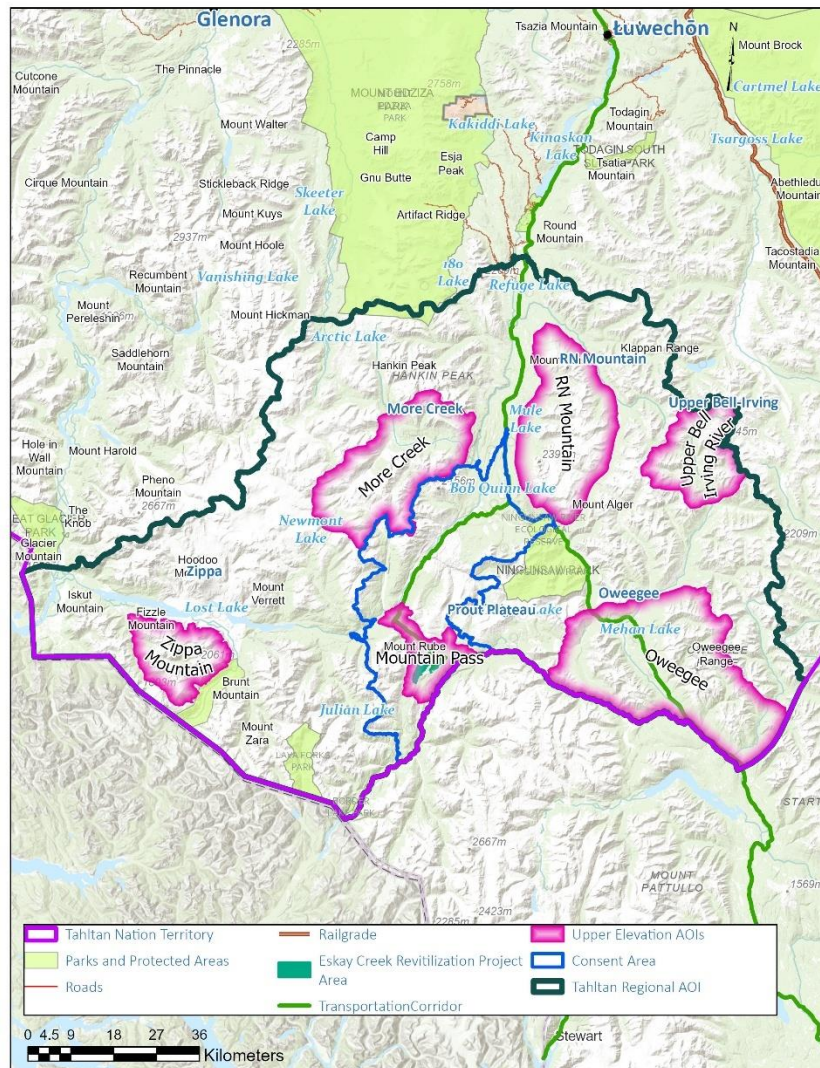 Glenora
Tsazia Mountain
Łuwechōn
N
2285m
The Pinnacle
Mount Brock
Cutcone
Mountain
2758m
Cartmel Lake
MOUNT EDZIZA
PARK
Kakiddi Lake
Todagin
Mountain
Mount Walter
Camp
Hill
Kinaskan
Lake
Tsargoss Lake
Esja
Peak
TODAGIN SOUTH
Tsatia
Mountain
Cirque Mountain
Stickleback Ridge
Gnu Butte
Abethledu
Mountain
Skeeter
Lake
Mount Kuys
Artifact Ridge
Round
Mountain
2937m
Mount Hoole
Tacostadia
Mountain
Recumbent
Mountain
Vanishing Lake
180
Lake
Refuge Lake
Mount
Pereleshin
Mount Hickman
Arctic Lake
Klappan Range
Saddlehorn
Mountain
Hankin Peak
HANKIN PEAK
RN Mountain
More Creek
Mule
Lake
Upper Bell-Irving
RN Mountain
Upper Bell
Irving River
Hole in
Wall
Mountain
Mount Harold
More Creek
Pheno
Mountain
2667m
Bob Quinn Lake
Mount Alger
The
Knob
Newmont
Lake
2209m
Glacier
Mountain
Hoodoo
Zippa
NINGUNSAW PARK
Iskut
Mountain
Mount
Verrett
Oweegee
Lost Lake
Prout Plateau
Lake
Fizzle
Mountain
Mehan Lake
Zippa
Mountain
Mount Rube
Mountain Pass
Oweegee
Range
Oweegee
Brunt
Mountain
Julian Lake
Mount
Zara
2667m
MOUNT
PATTULLO
1569m
2423m
2285m
Tahltan Nation Territory
Railgrade
Upper Elevation AOIs
Parks and Protected Areas
Eskay Creek Revitilization Project
Area
Consent Area
Roads
Tahltan Regional AOI
TransportationCorridor
0 4.5 9 18 27 36
Kilometers
Stewart